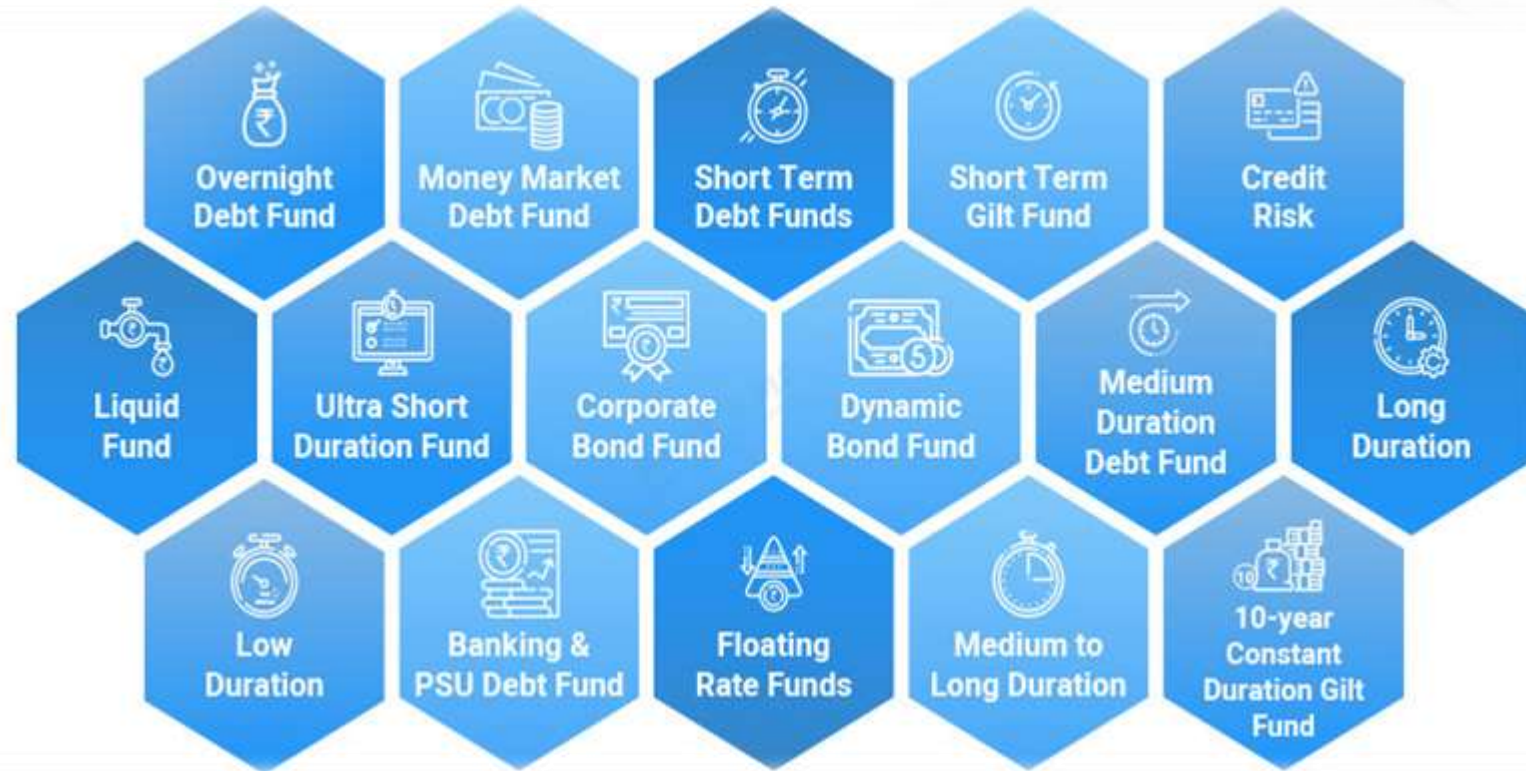 Overnight
Debt Fund
Money Market
Debt Fund
Short Term
Debt Funds
Short Term
Gilt Fund
Credit
Risk
Liquid
Fund
Ultra Short
Duration Fund
Corporate
Bond Fund
Dynamic
Bond Fund
Medium
Duration
Debt Fund
Long
Duration
Low
Duration
Banking &
PSU Debt Fund
Floating
Rate Funds
Medium to
Long Duration
10-year
Constant
Duration Gilt
Fund